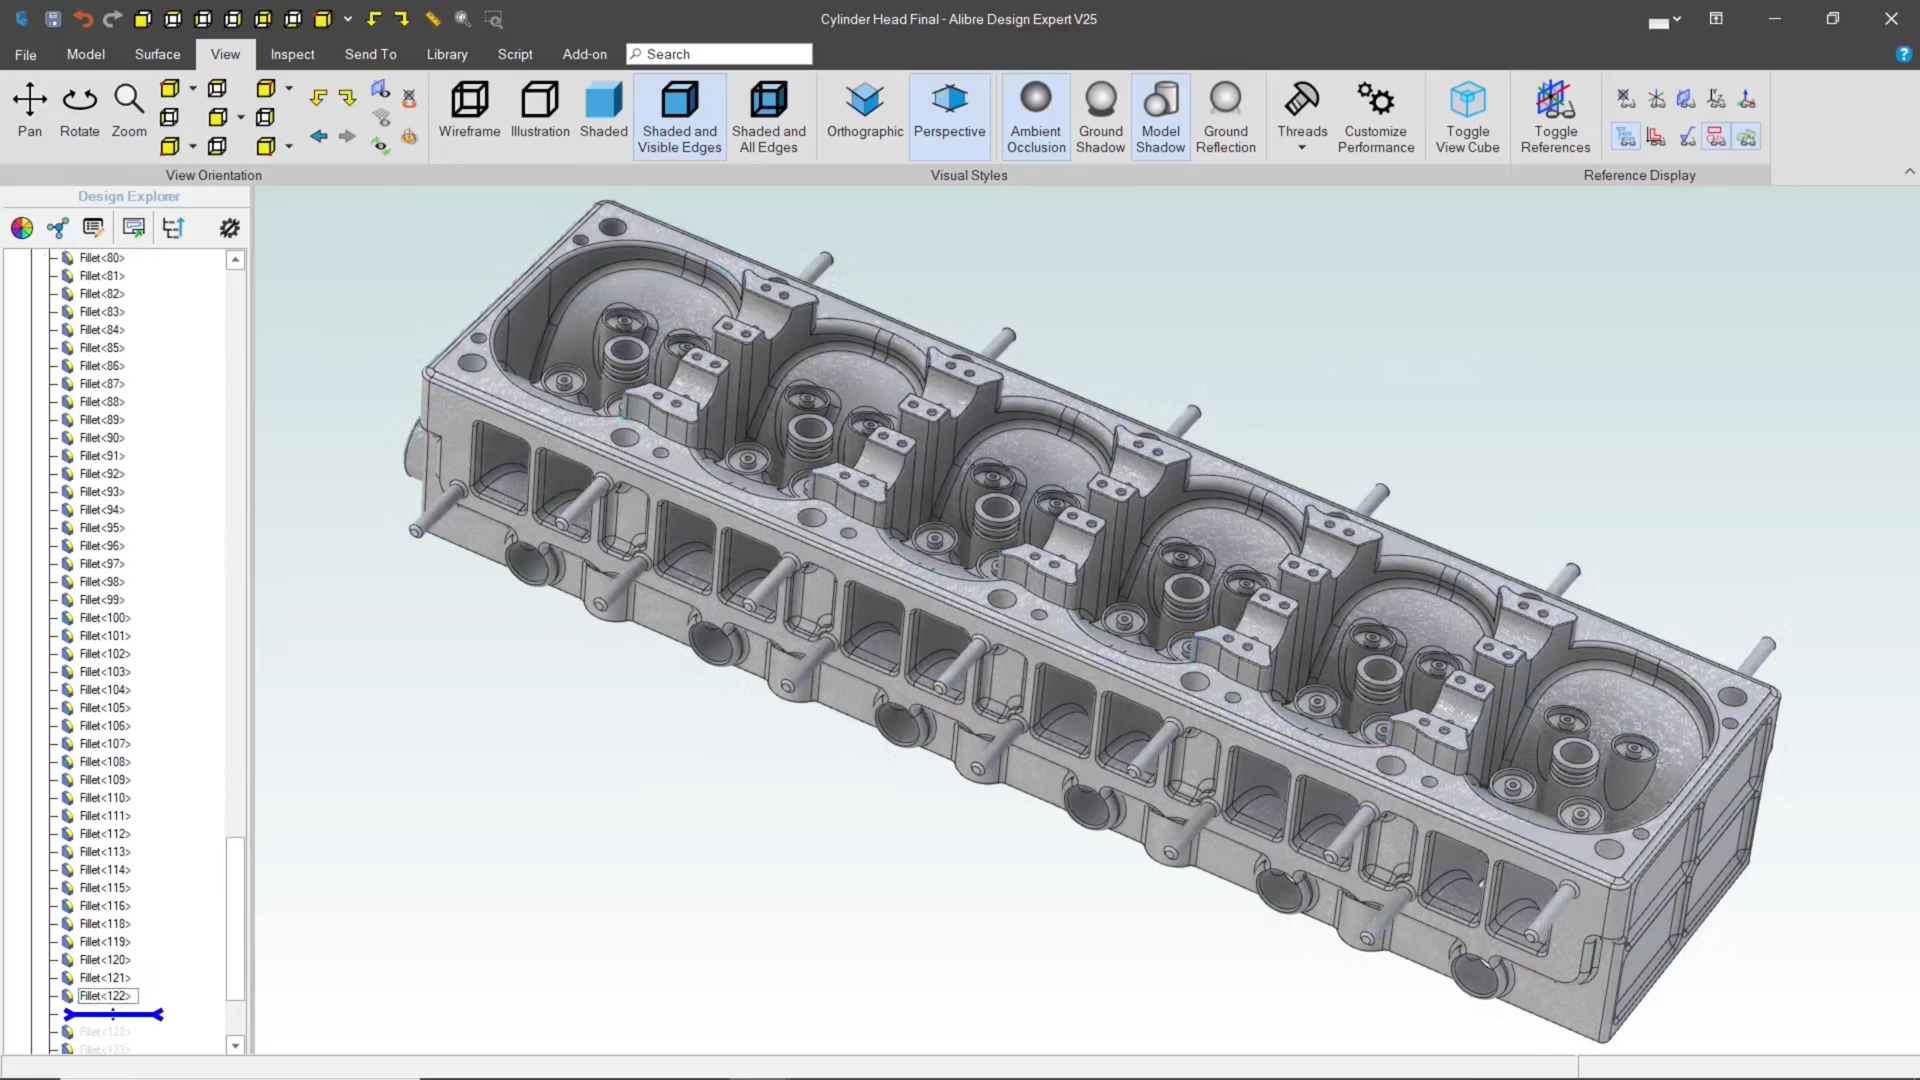 Cylinder Head Final - Alibre Design Expert V25
File Model Surface View Inspect Send To Library Script Add-on Search
Pan Rotate Zoom Wireframe Illustration Shaded Shaded and Visible Edges Shaded and All Edges Orthographic Perspective Ambient Occlusion Ground Shadow Model Shadow Ground Reflection Threads Customize Performance Toggle View Cube Toggle References
View Orientation Visual Styles Reference Display
Design Explorer
Fillet<80>
Fillet<81>
Fillet<82>
Fillet<83>
Fillet<84>
Fillet<85>
Fillet<86>
Fillet<87>
Fillet<88>
Fillet<89>
Fillet<90>
Fillet<91>
Fillet<92>
Fillet<93>
Fillet<94>
Fillet<95>
Fillet<96>
Fillet<97>
Fillet<98>
Fillet<99>
Fillet<100>
Fillet<101>
Fillet<102>
Fillet<103>
Fillet<104>
Fillet<105>
Fillet<106>
Fillet<107>
Fillet<108>
Fillet<109>
Fillet<110>
Fillet<111>
Fillet<112>
Fillet<113>
Fillet<114>
Fillet<115>
Fillet<116>
Fillet<118>
Fillet<119>
Fillet<120>
Fillet<121>
Fillet<122>